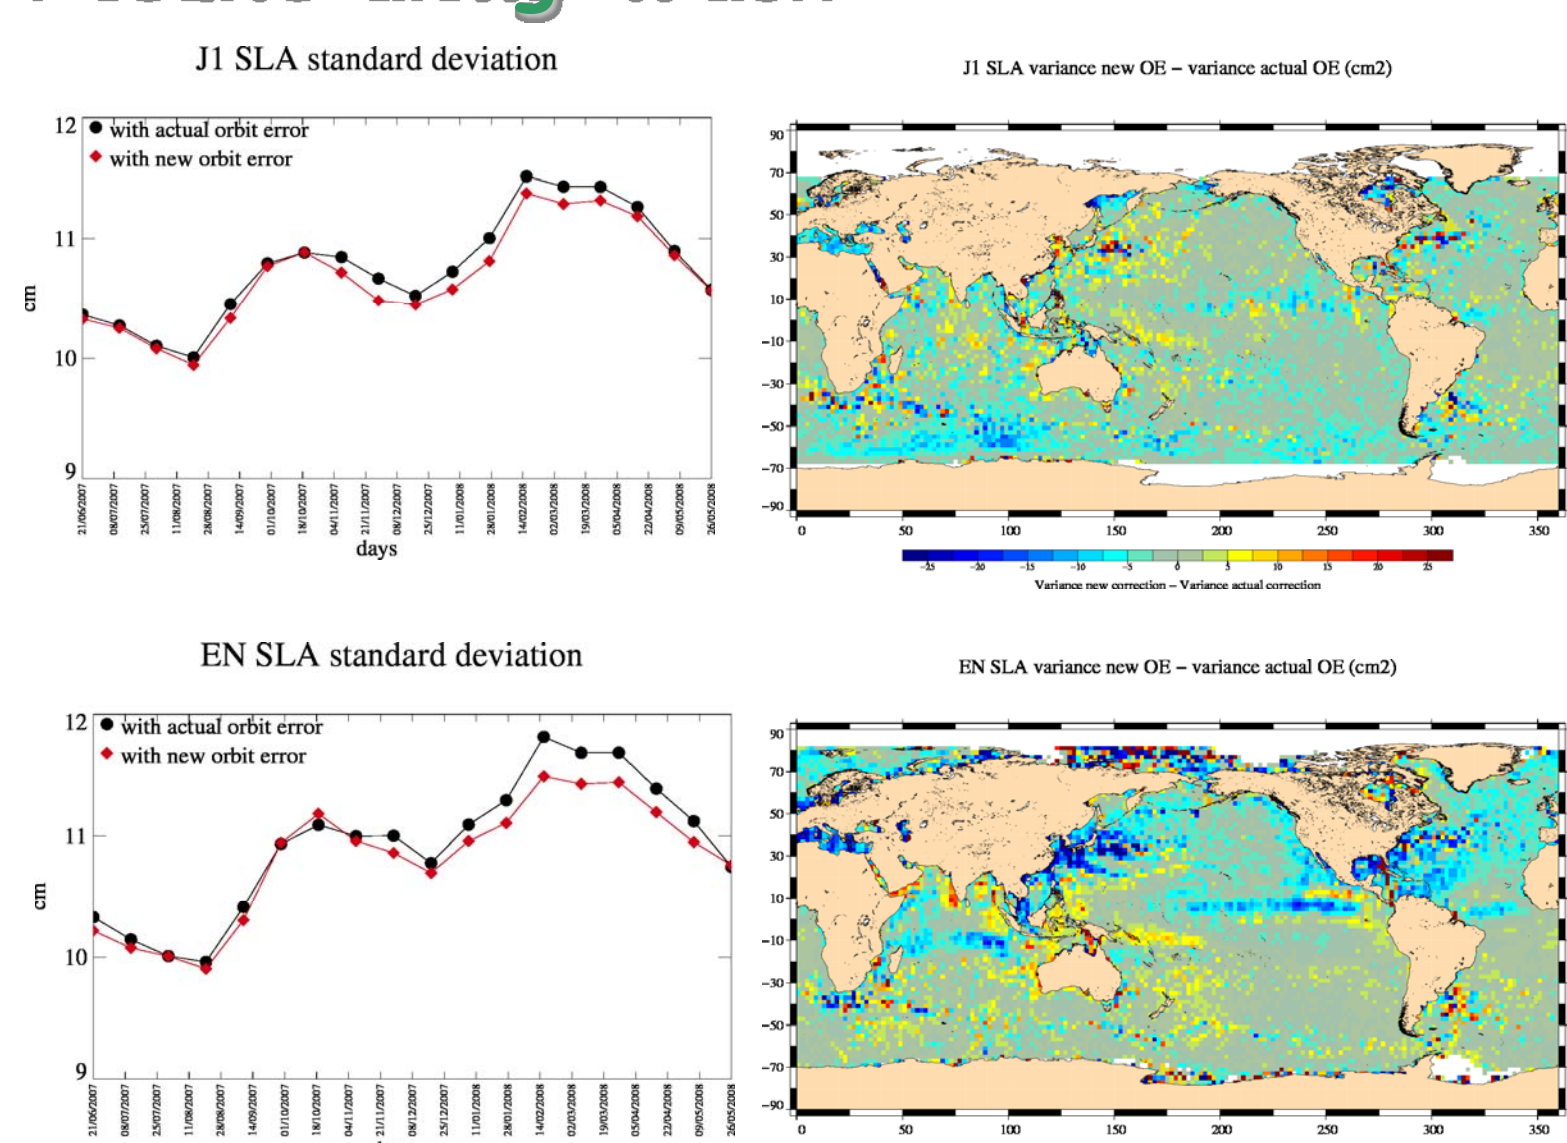 J1 SLA standard deviation
12
11
10
9
cm
with actual orbit error
with new orbit error
21/06/2007 08/07/2007 25/07/2007 11/08/2007 28/08/2007 14/09/2007 01/10/2007 18/10/2007 04/11/2007 21/11/2007 08/12/2007 25/12/2007 11/01/2008 28/01/2008 14/02/2008 02/03/2008 19/03/2008 05/04/2008 22/04/2008 09/05/2008 26/05/2008
days
J1 SLA variance new OE – variance actual OE (cm2)
90
70
50
30
10
−10
−30
−50
−70
−90
0 50 100 150 200 250 300 350
−25 −20 −15 −10 −5 0 5 10 15 20 25
Variance new correction – Variance actual correction
EN SLA standard deviation
12
11
10
9
cm
with actual orbit error
with new orbit error
21/06/2007 08/07/2007 25/07/2007 11/08/2007 28/08/2007 14/09/2007 01/10/2007 18/10/2007 04/11/2007 21/11/2007 08/12/2007 25/12/2007 11/01/2008 28/01/2008 14/02/2008 02/03/2008 19/03/2008 05/04/2008 22/04/2008 09/05/2008 26/05/2008
EN SLA variance new OE – variance actual OE (cm2)
90
70
50
30
10
−10
−30
−50
−70
−90
0 50 100 150 200 250 300 350